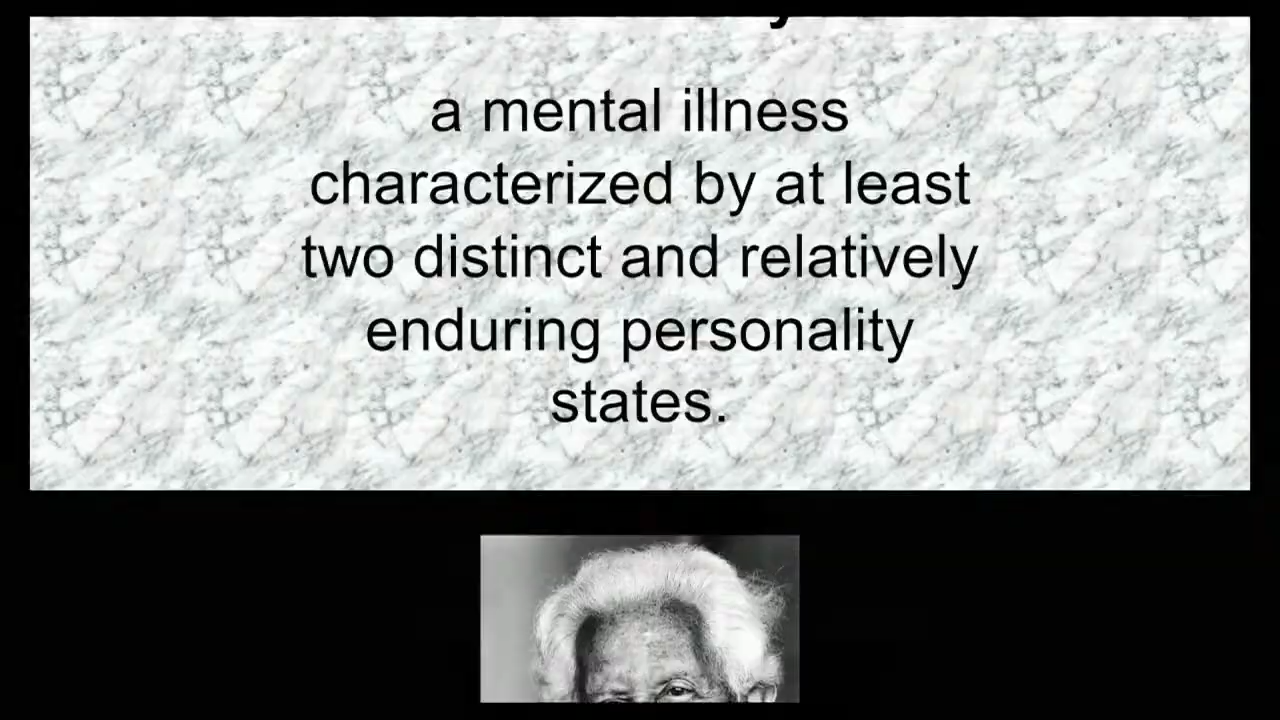 a mental illness
characterized by at least
two distinct and relatively
enduring personality
states.